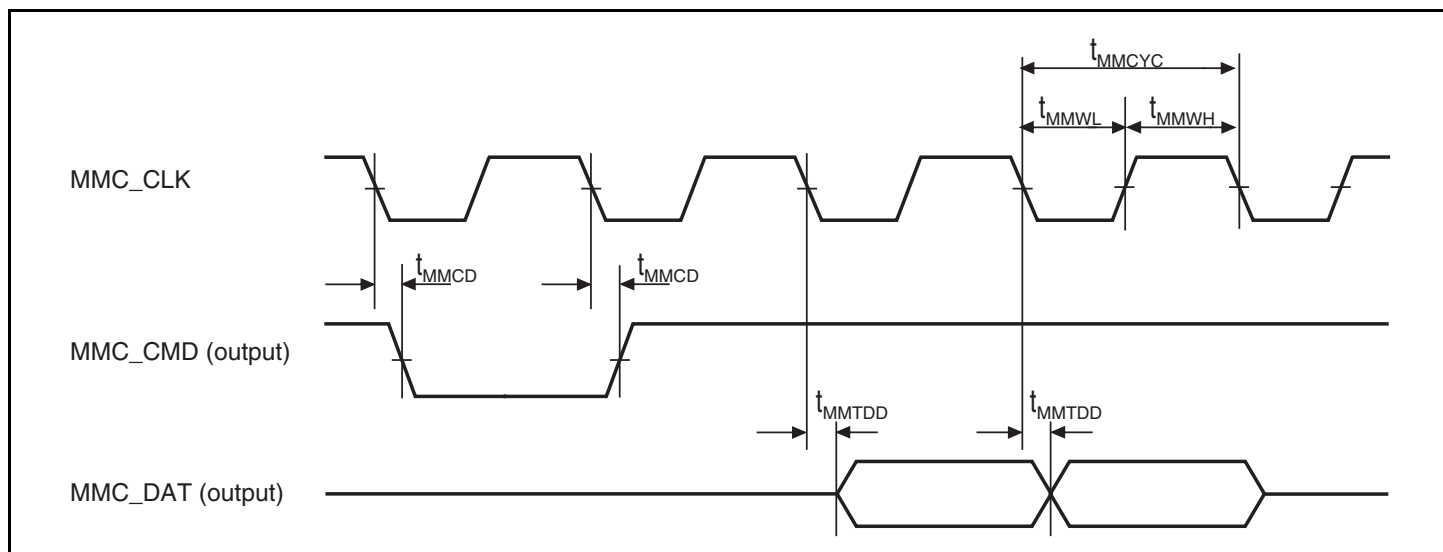 tMMCYC
tMMWL tMMWH
MMC_CLK
tMMCD tMMCD
MMC_CMD (output)
tMMTDD tMMTDD
MMC_DAT (output)